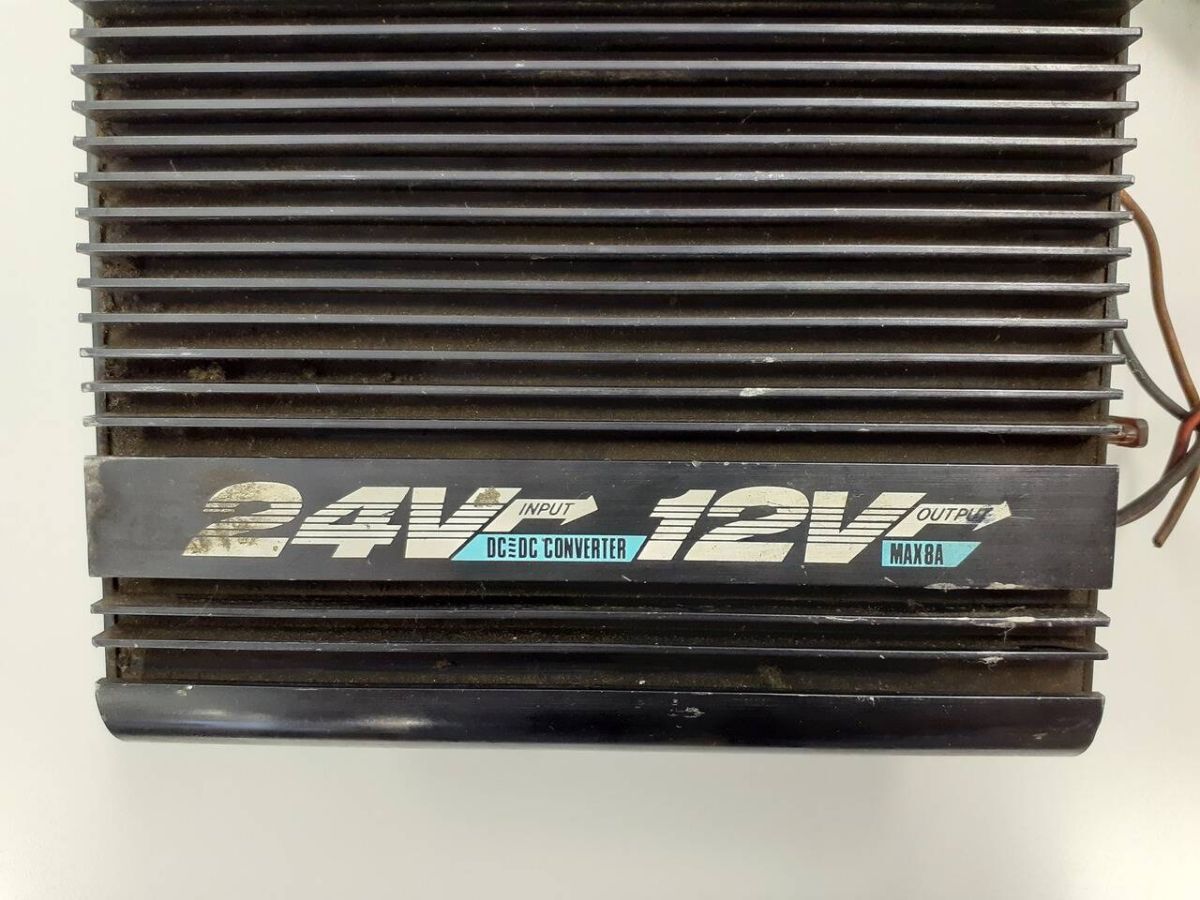 24V INPUT 12V OUTPUT
DC DC CONVERTER MAX8A